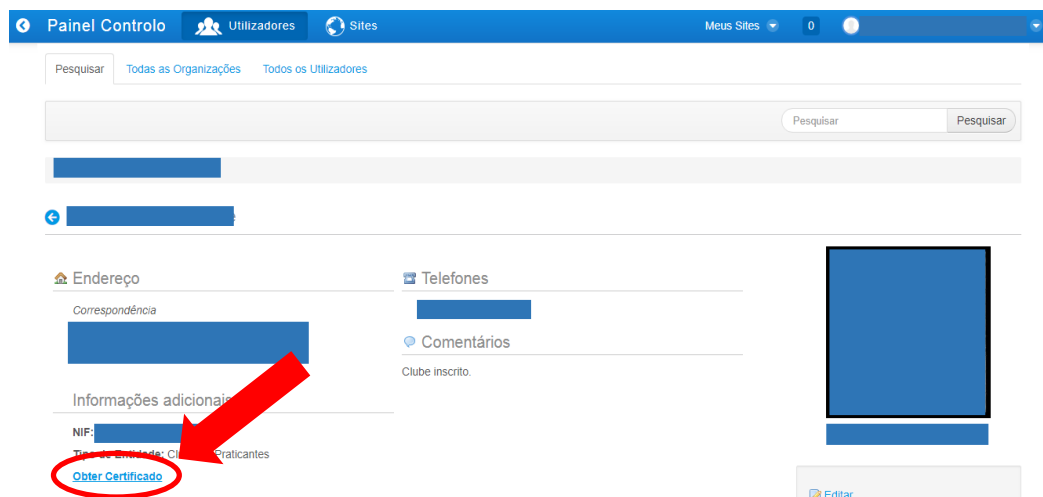 Painel Controlo Utilizadores Sites Meus Sites 0
Pesquisar Todas as Organizações Todos os Utilizadores
Pesquisar Pesquisar
Endereço
Correspondência
Telefones
Comentários
Clube inscrito.
Informações adicionais
NIF:
Tipo de Entidade: Praticantes
Obter Certificado
Editar